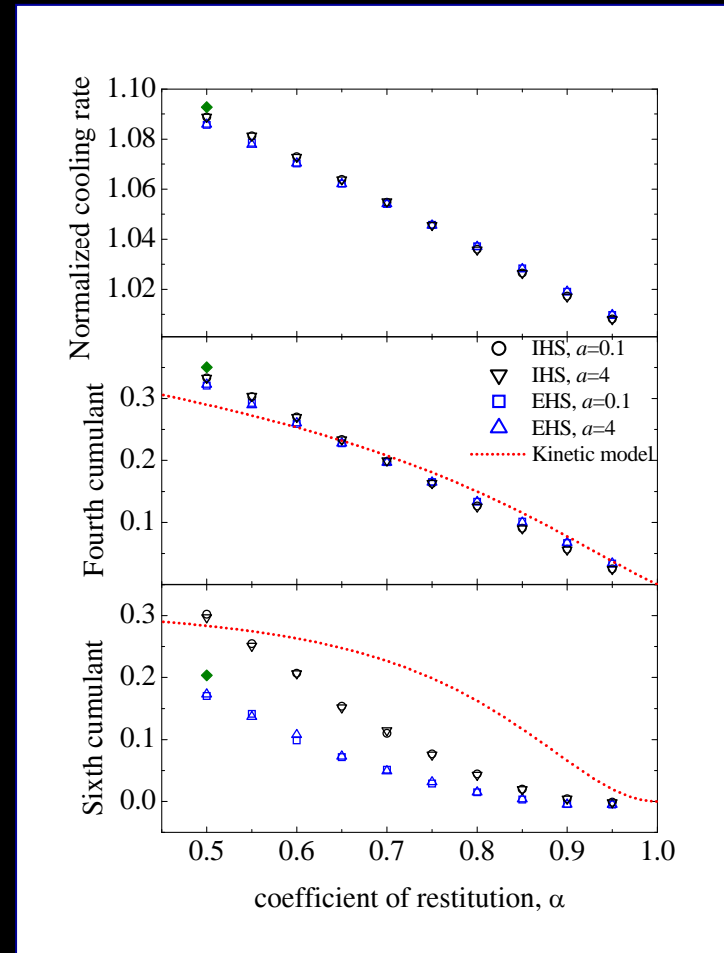 Normalized cooling rate
1.10
1.08
1.06
1.04
1.02
Fourth cumulant
0.3
0.2
0.1
IHS, a=0.1
IHS, a=4
EHS, a=0.1
EHS, a=4
Kinetic model
Sixth cumulant
0.3
0.2
0.1
0.0
0.5 0.6 0.7 0.8 0.9 1.0
coefficient of restitution, α